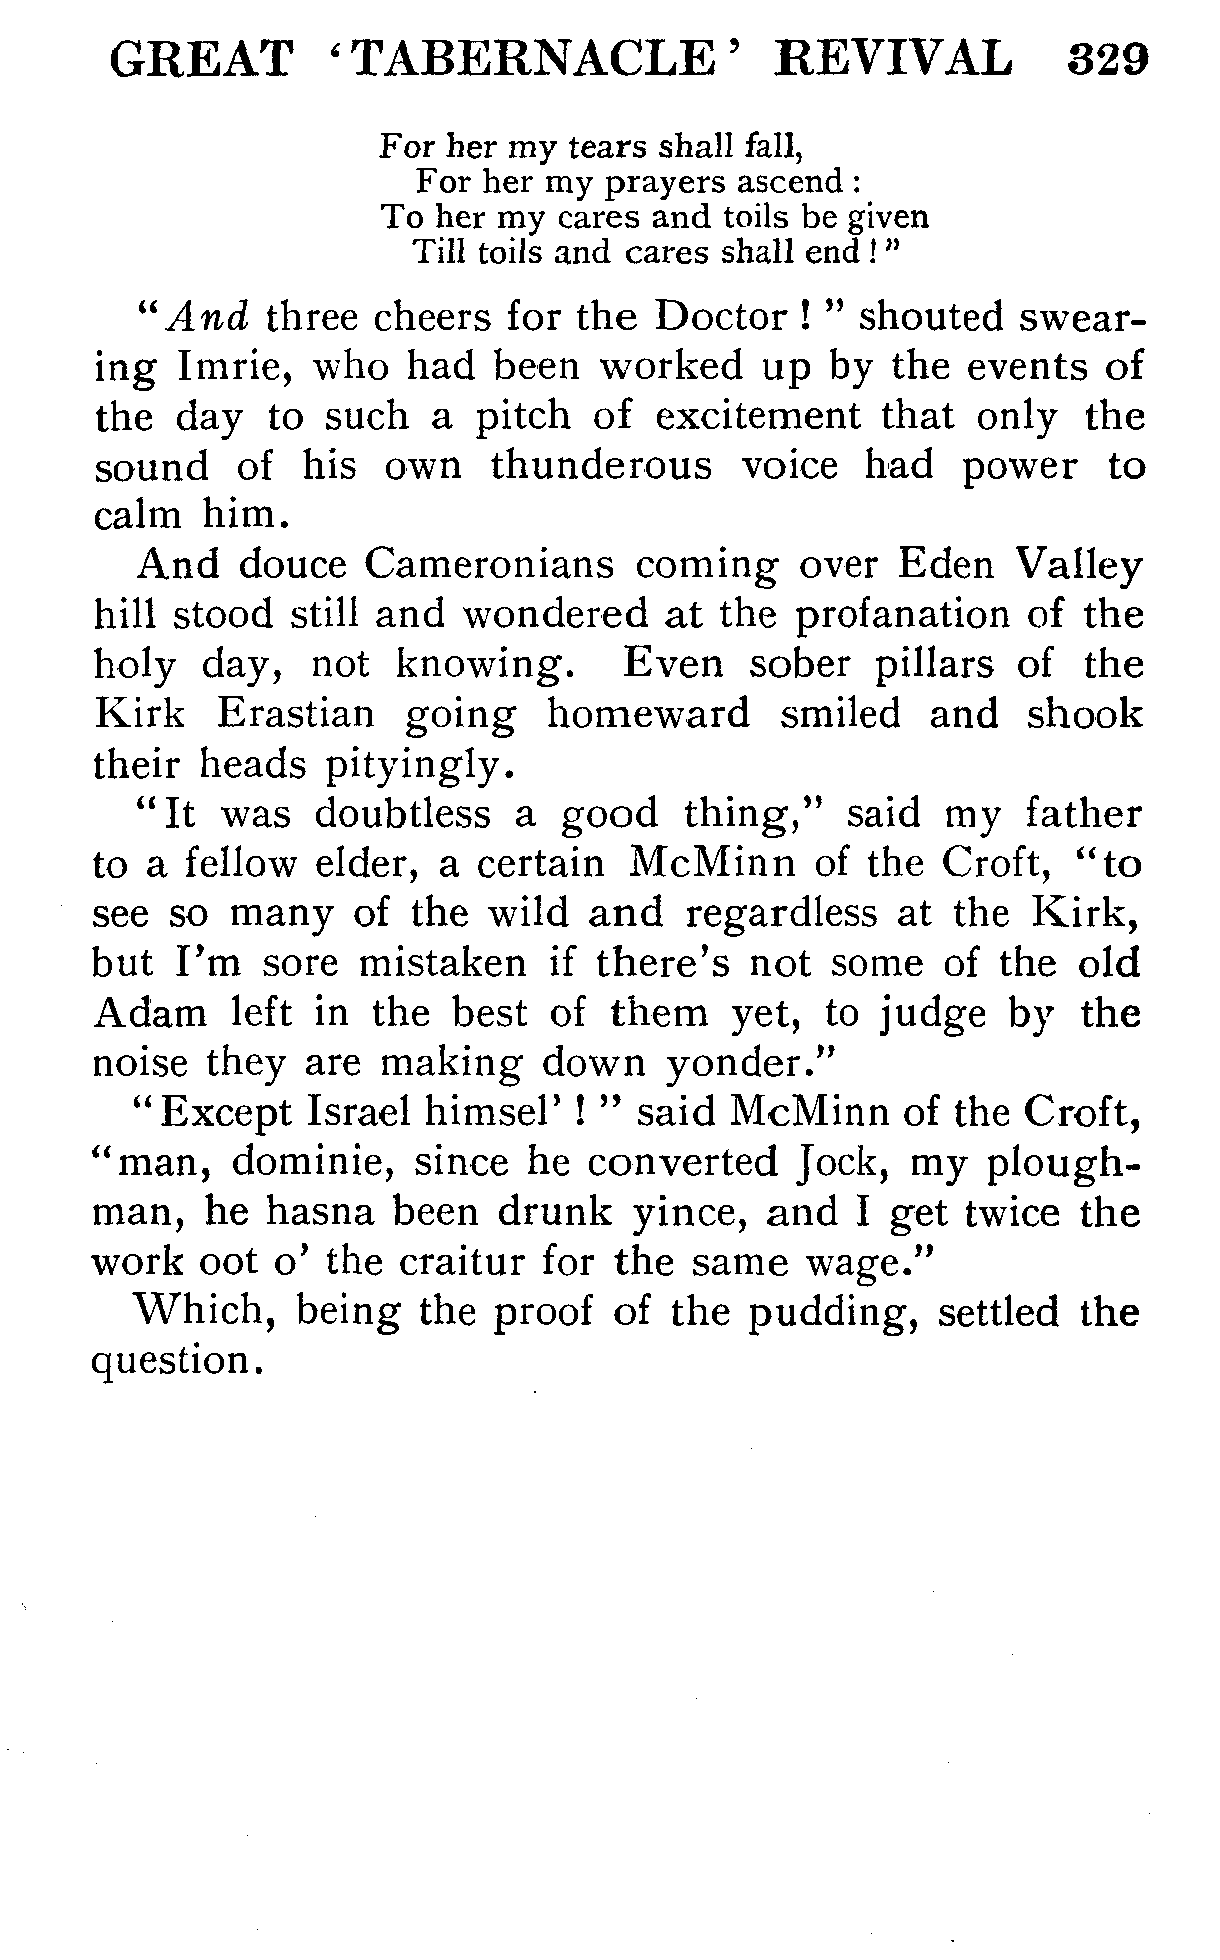 GREAT 'TABERNACLE' REVIVAL 329
For her my tears shall fall,
For her my prayers ascend :
To her my cares and toils be given
Till toils and cares shall end ! "
" And three cheers for the Doctor ! " shouted swear-
ing Imrie, who had been worked up by the events of
the day to such a pitch of excitement that only the
sound of his own thunderous voice had power to
calm him.
And douce Cameronians coming over Eden Valley
hill stood still and wondered at the profanation of the
holy day, not knowing. Even sober pillars of the
Kirk Erastian going homeward smiled and shook
their heads pityingly.
" It was doubtless a good thing," said my father
to a fellow elder, a certain McMinn of the Croft, " to
see so many of the wild and regardless at the Kirk,
but I'm sore mistaken if there's not some of the old
Adam left in the best of them yet, to judge by the
noise they are making down yonder."
" Except Israel himsel' ! " said McMinn of the Croft,
" man, dominie, since he converted Jock, my plough-
man, he hasna been drunk yince, and I get twice the
work oot o' the craitur for the same wage."
Which, being the proof of the pudding, settled the
question.